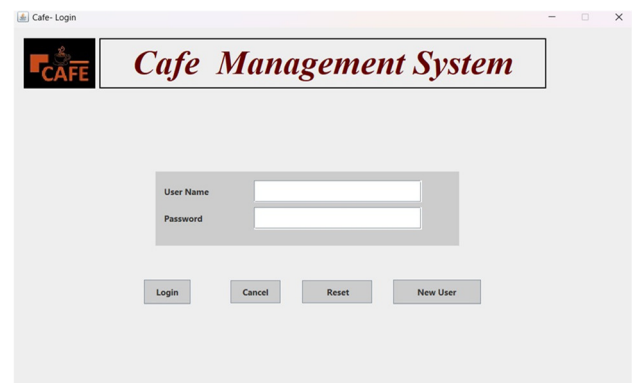 Cafe- Login
CAFE
Cafe Management System
User Name
Password
Login Cancel Reset New User